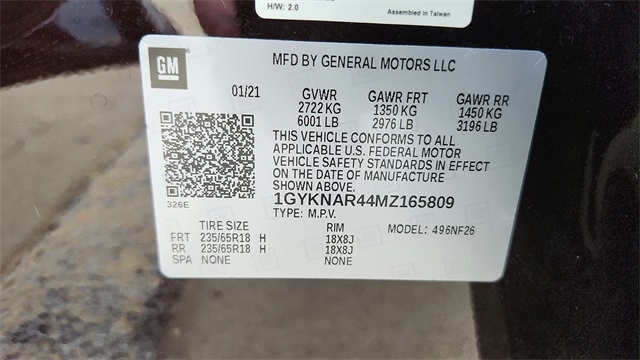 H/W: 2.0
Assembled in Taiwan
GM
MFD BY GENERAL MOTORS LLC
01/21 GVWR GAWR FRT GAWR RR
2722 KG 1350 KG 1450 KG
6001 LB 2976 LB 3196 LB
THIS VEHICLE CONFORMS TO ALL
APPLICABLE U.S. FEDERAL MOTOR
VEHICLE SAFETY STANDARDS IN EFFECT
ON THE DATE OF MANUFACTURE
SHOWN ABOVE.
326E
1GYKNAR44MZ165809
TYPE: M.P.V.
TIRE SIZE RIM MODEL: 496NF26
FRT 235/65R18 H 18X8J
RR 235/65R18 H 18X8J
SPA NONE NONE